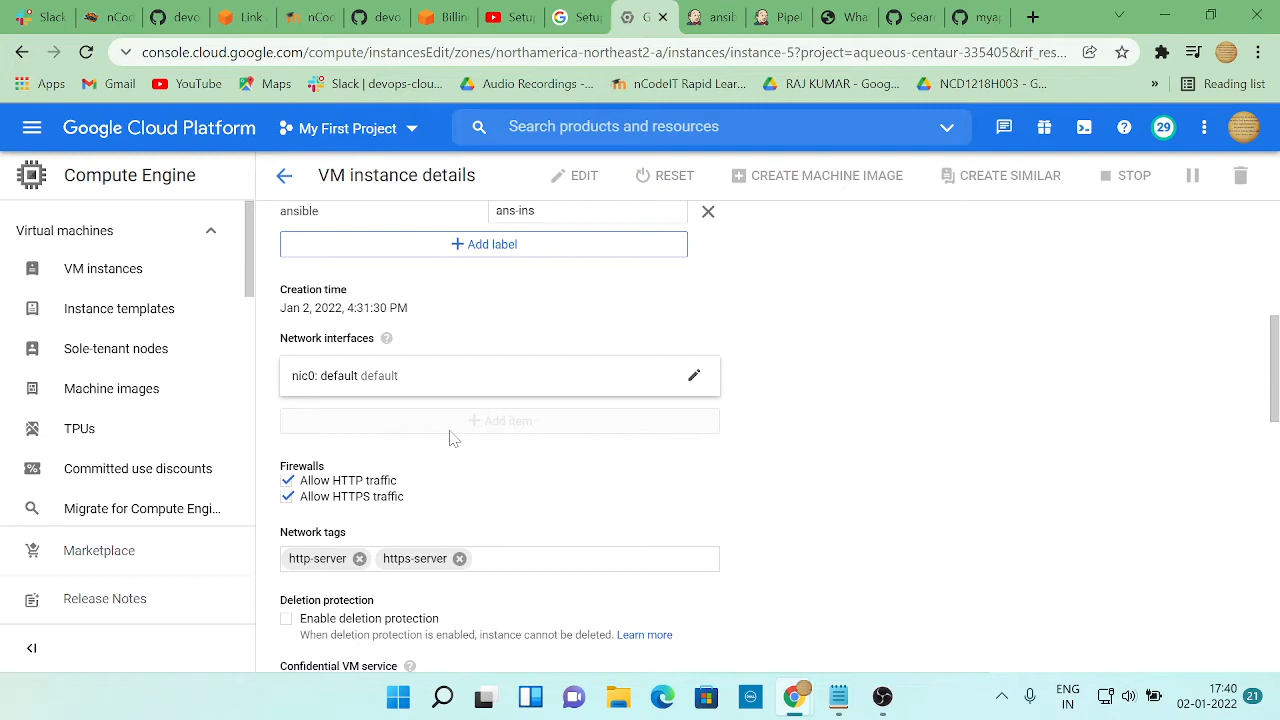 Slack
nCod
devo
Link
nCod
devo
Billin
Setup
Setu
G
ansib
Pipel
Wha
Searc
myap
console.cloud.google.com/compute/instancesEdit/zones/northamerica-northeast2-a/instances/instance-5?project=aqueous-centaur-335405&rif_res...
Apps
Gmail
YouTube
Maps
Slack | devops-clou...
Audio Recordings -...
nCodeIT Rapid Lear...
RAJ KUMAR - Goog...
NCD1218H003 - G...
»
Reading list
Google Cloud Platform
My First Project
Search products and resources
29
Compute Engine
VM instance details
EDIT
RESET
CREATE MACHINE IMAGE
CREATE SIMILAR
STOP
Virtual machines
VM instances
Instance templates
Sole-tenant nodes
Machine images
TPUs
Committed use discounts
Migrate for Compute Engi...
Marketplace
Release Notes
ansible
ans-ins
Add label
Creation time
Jan 2, 2022, 4:31:30 PM
Network interfaces
nic0: default default
Add item
Firewalls
Allow HTTP traffic
Allow HTTPS traffic
Network tags
http-server
https-server
Deletion protection
Enable deletion protection
When deletion protection is enabled, instance cannot be deleted. Learn more
Confidential VM service
DELL
ENG
IN
17:40
02-01-2022
21